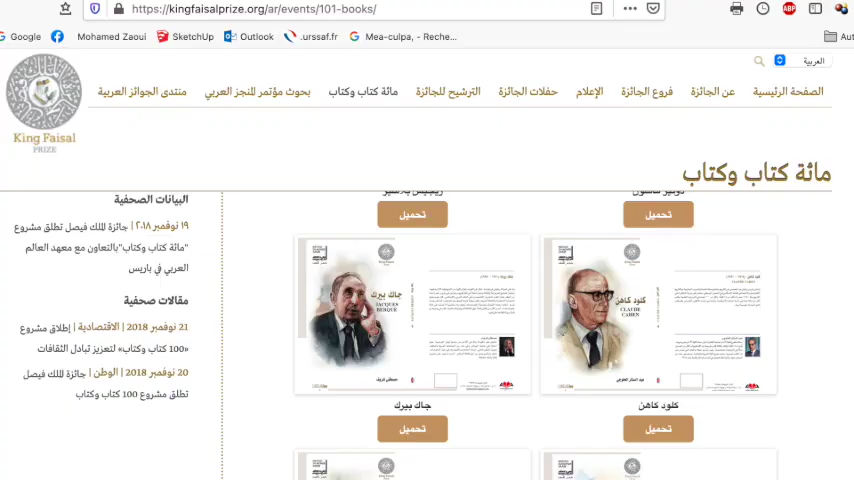 https://kingfaisalprize.org/ar/events/101-books/
Google
Mohamed Zaoui
SketchUp
Outlook
.urssaf.fr
Mea-culpa, - Reche...
Aut
ABP
العربية
King Faisal
PRIZE
الصفحة الرئيسية
عن الجائزة
فروع الجائزة
الإعلام
حفلات الجائزة
الترشيح للجائزة
مائة كتاب وكتاب
بحوث مؤتمر المنجز العربي
منتدى الجوائز العربية
مائة كتاب وكتاب
تحميل
تحميل
كلود كاهن
CLAUDE
CAHEN
جاك بيرك
JACQUES
BERQUE
مصطفى شريف
كلود كاهن
جاك بيرك
تحميل
تحميل
البيانات الصحفية
١٩ نوفمبر ٢٠١٨ | جائزة الملك فيصل تطلق مشروع
"مائة كتاب وكتاب"بالتعاون مع معهد العالم
العربي في باريس
مقالات صحفية
21 نوفمبر 2018 | الاقتصادية | إطلاق مشروع
«100 كتاب وكتاب» لتعزيز تبادل الثقافات
20 نوفمبر 2018 | الوطن | جائزة الملك فيصل
تطلق مشروع 100 كتاب وكتاب